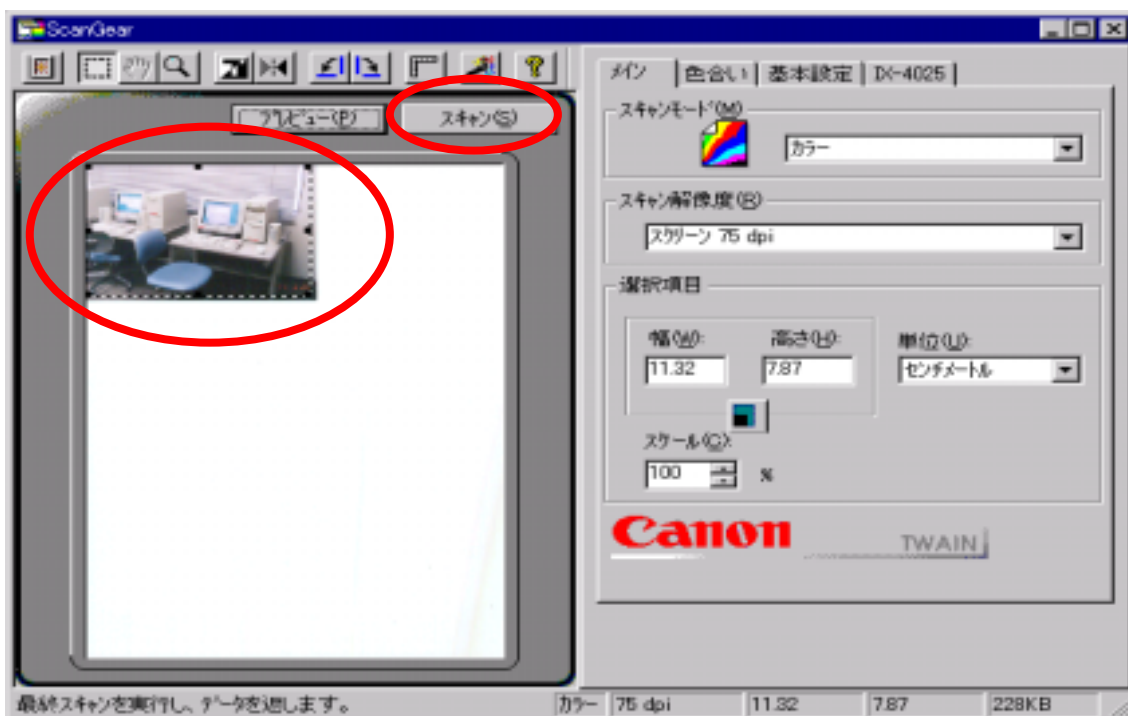 ScanGear
メイン 色合い 基本設定 IX-4025
プレビュー(P) スキャン(S)
スキャンモード(M)
カラー
スキャン解像度(R)
スクリーン 75 dpi
選択項目
幅(W): 高さ(H): 単位(U):
11.32 7.87 センチメートル
スケール(C):
100 %
Canon TWAIN
最終スキャンを実行し、データを返します。 カラー 75 dpi 11.32 7.87 228KB